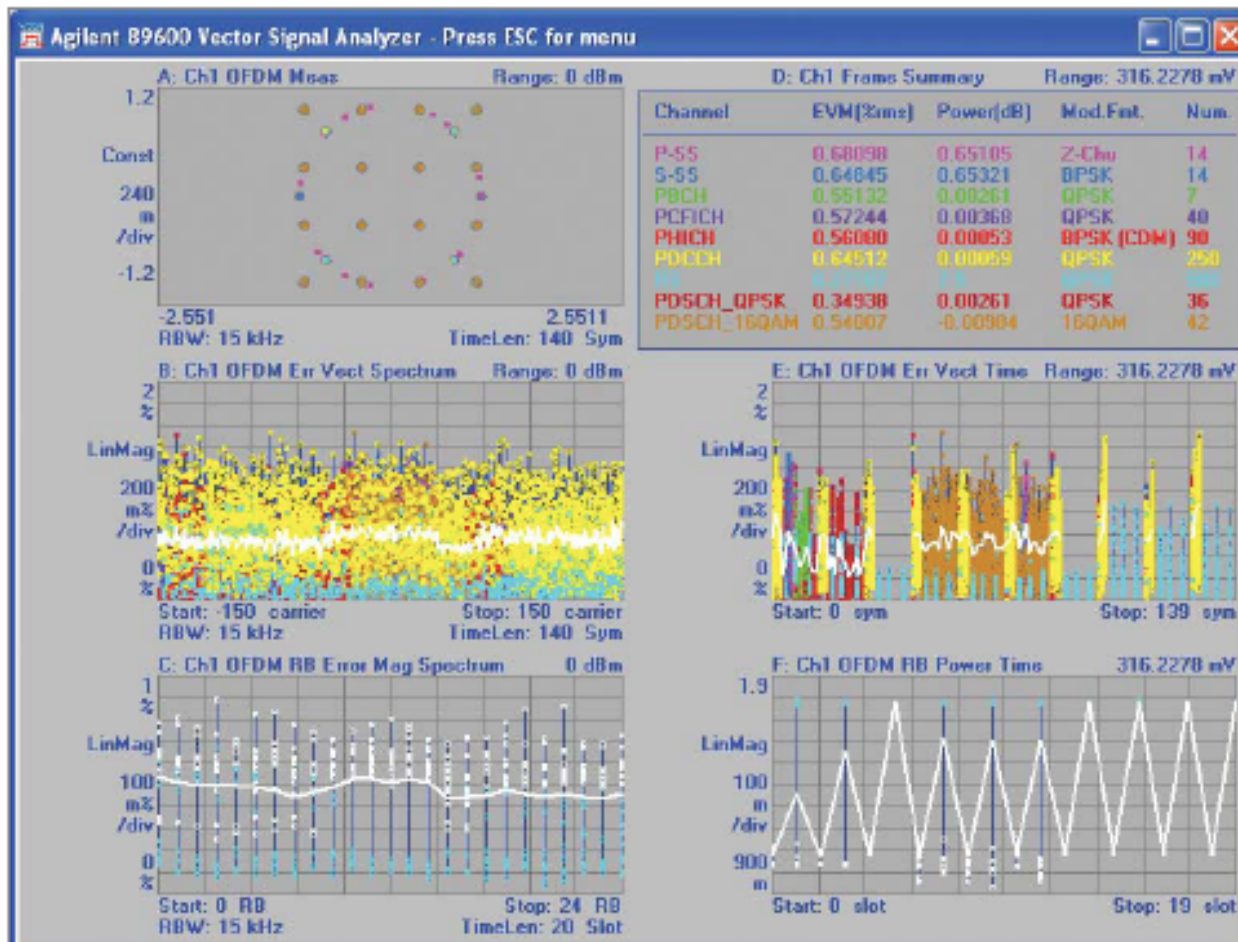 Agilent 89600 Vector Signal Analyzer - Press ESC for menu
A: Ch1 OFDM Meas Range: 0 dBm
1.2
Const
240
m
/div
-1.2
-2.551 2.5511
RBW: 15 kHz TimeLen: 140 Sym
D: Ch1 Frame Summary Range: 316.2278 mV
Channel EVM(%rms) Power(dB) Mod.Fmt. Num.
P-SS 0.68098 0.65105 Z-Chu 14
S-SS 0.64845 0.65321 BPSK 14
PBCH 0.55132 0.00261 QPSK 7
PCFICH 0.57244 0.00368 QPSK 40
PHICH 0.56080 0.00053 BPSK (CDM) 90
PDCCH 0.64512 0.00059 QPSK 250
PDSCH_QPSK 0.34938 0.00261 QPSK 36
PDSCH_16QAM 0.54007 -0.00904 16QAM 42
B: Ch1 OFDM Err Vect Spectrum Range: 0 dBm
2
%
LinMag
200
m%
/div
0
%
Start: -150 carrier Stop: 150 carrier
RBW: 15 kHz TimeLen: 140 Sym
E: Ch1 OFDM Err Vect Time Range: 316.2278 mV
2
%
LinMag
200
m%
/div
0
%
Start: 0 sym Stop: 139 sym
C: Ch1 OFDM RB Error Mag Spectrum 0 dBm
1
%
LinMag
100
m%
/div
0
%
Start: 0 RB Stop: 24 RB
RBW: 15 kHz TimeLen: 20 Slot
F: Ch1 OFDM RB Power Time 316.2278 mV
1.9
LinMag
100
m
/div
900
m
Start: 0 slot Stop: 19 slot